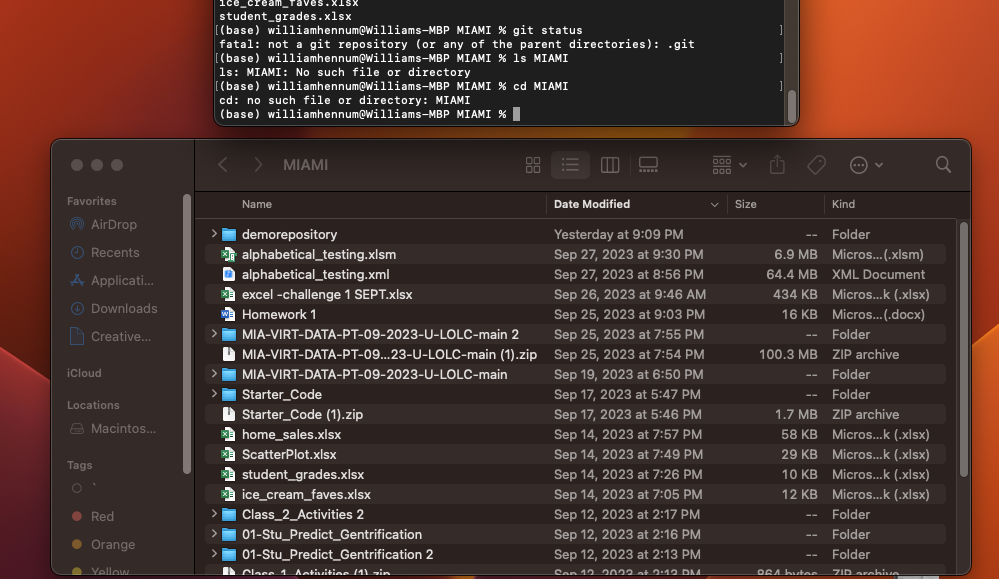 ice_cream_faves.xlsx
student_grades.xlsx
[(base) williamhennum@Williams-MBP MIAMI % git status ]
fatal: not a git repository (or any of the parent directories): .git
[(base) williamhennum@Williams-MBP MIAMI % ls MIAMI ]
ls: MIAMI: No such file or directory
[(base) williamhennum@Williams-MBP MIAMI % cd MIAMI ]
cd: no such file or directory: MIAMI
(base) williamhennum@Williams-MBP MIAMI %
MIAMI
Favorites
AirDrop
Recents
Applicati...
Downloads
Creative...
iCloud
Locations
Macintos...
Tags
`
Red
Orange
Yellow
Name Date Modified Size Kind
demorepository Yesterday at 9:09 PM -- Folder
alphabetical_testing.xlsm Sep 27, 2023 at 9:30 PM 6.9 MB Micros...(.xlsm)
alphabetical_testing.xml Sep 27, 2023 at 8:56 PM 64.4 MB XML Document
excel -challenge 1 SEPT.xlsx Sep 26, 2023 at 9:46 AM 434 KB Micros...k (.xlsx)
Homework 1 Sep 25, 2023 at 9:03 PM 16 KB Micros...(.docx)
MIA-VIRT-DATA-PT-09-2023-U-LOLC-main 2 Sep 25, 2023 at 7:55 PM -- Folder
MIA-VIRT-DATA-PT-09...23-U-LOLC-main (1).zip Sep 25, 2023 at 7:54 PM 100.3 MB ZIP archive
MIA-VIRT-DATA-PT-09-2023-U-LOLC-main Sep 19, 2023 at 6:50 PM -- Folder
Starter_Code Sep 17, 2023 at 5:47 PM -- Folder
Starter_Code (1).zip Sep 17, 2023 at 5:46 PM 1.7 MB ZIP archive
home_sales.xlsx Sep 14, 2023 at 7:57 PM 58 KB Micros...k (.xlsx)
ScatterPlot.xlsx Sep 14, 2023 at 7:49 PM 29 KB Micros...k (.xlsx)
student_grades.xlsx Sep 14, 2023 at 7:26 PM 10 KB Micros...k (.xlsx)
ice_cream_faves.xlsx Sep 14, 2023 at 7:05 PM 12 KB Micros...k (.xlsx)
Class_2_Activities 2 Sep 12, 2023 at 2:17 PM -- Folder
01-Stu_Predict_Gentrification Sep 12, 2023 at 2:16 PM -- Folder
01-Stu_Predict_Gentrification 2 Sep 12, 2023 at 2:13 PM -- Folder
Class_1_Activities (1).zip Sep 12, 2023 at 2:13 PM 864 bytes ZIP archive